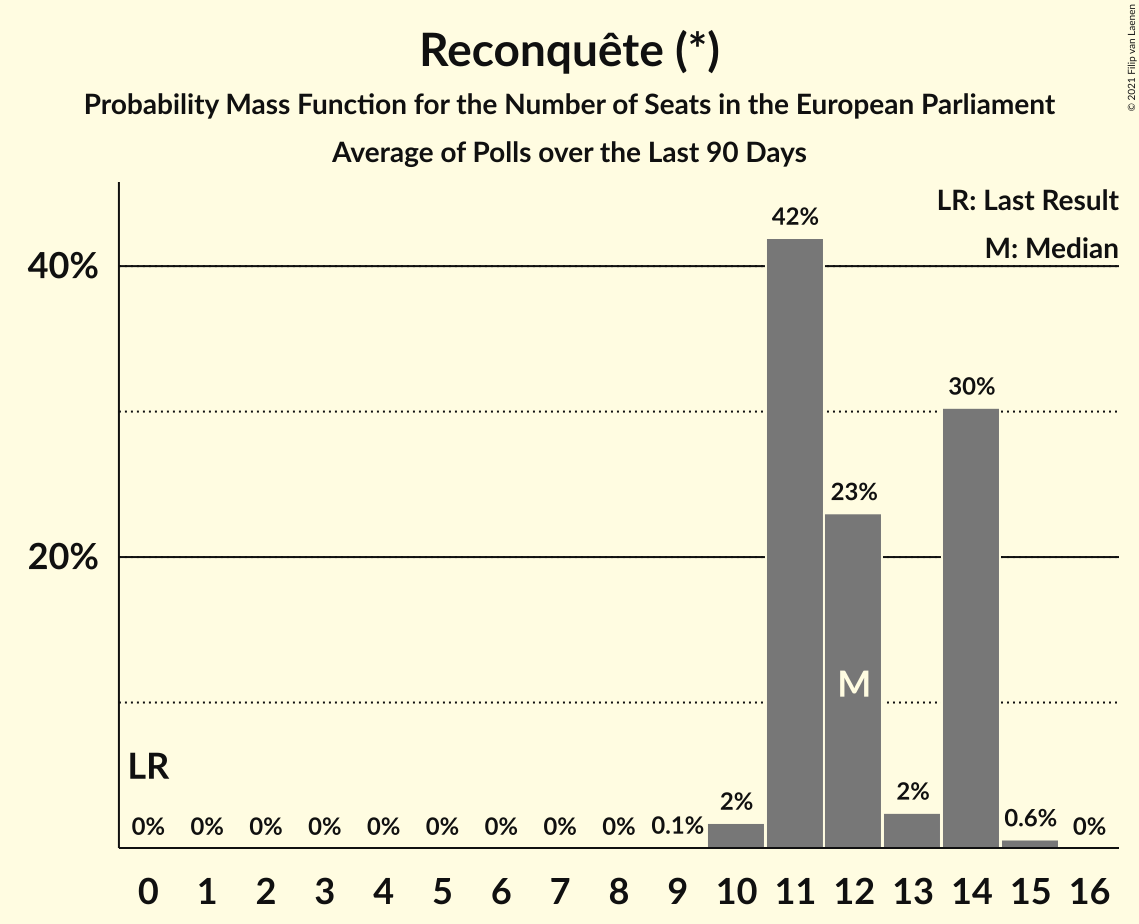 Reconquête (*)
Probability Mass Function for the Number of Seats in the European Parliament
Average of Polls over the Last 90 Days
© 2021 Filip van Laenen
LR: Last Result
M: Median
40%
20%
42%
30%
23%
M
LR
0% 0% 0% 0% 0% 0% 0% 0% 0% 0.1% 2% 2% 0.6% 0%
0 1 2 3 4 5 6 7 8 9 10 11 12 13 14 15 16